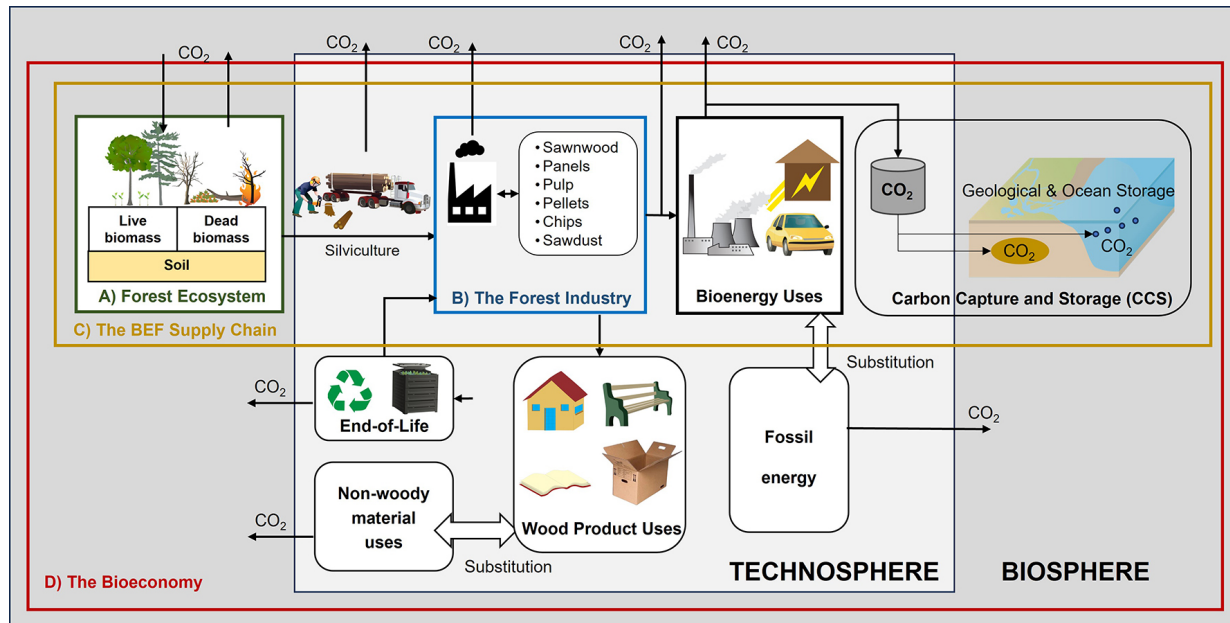 CO₂
CO₂
CO₂
CO₂
CO₂
Live
biomass
Dead
biomass
Soil
A) Forest Ecosystem
Silviculture
• Sawnwood
• Panels
• Pulp
• Pellets
• Chips
• Sawdust
B) The Forest Industry
Bioenergy Uses
CO₂
Geological & Ocean Storage
CO₂
CO₂
Carbon Capture and Storage (CCS)
C) The BEF Supply Chain
Substitution
CO₂
End-of-Life
Fossil
energy
CO₂
Non-woody
material
uses
CO₂
Wood Product Uses
Substitution
D) The Bioeconomy
TECHNOSPHERE
BIOSPHERE